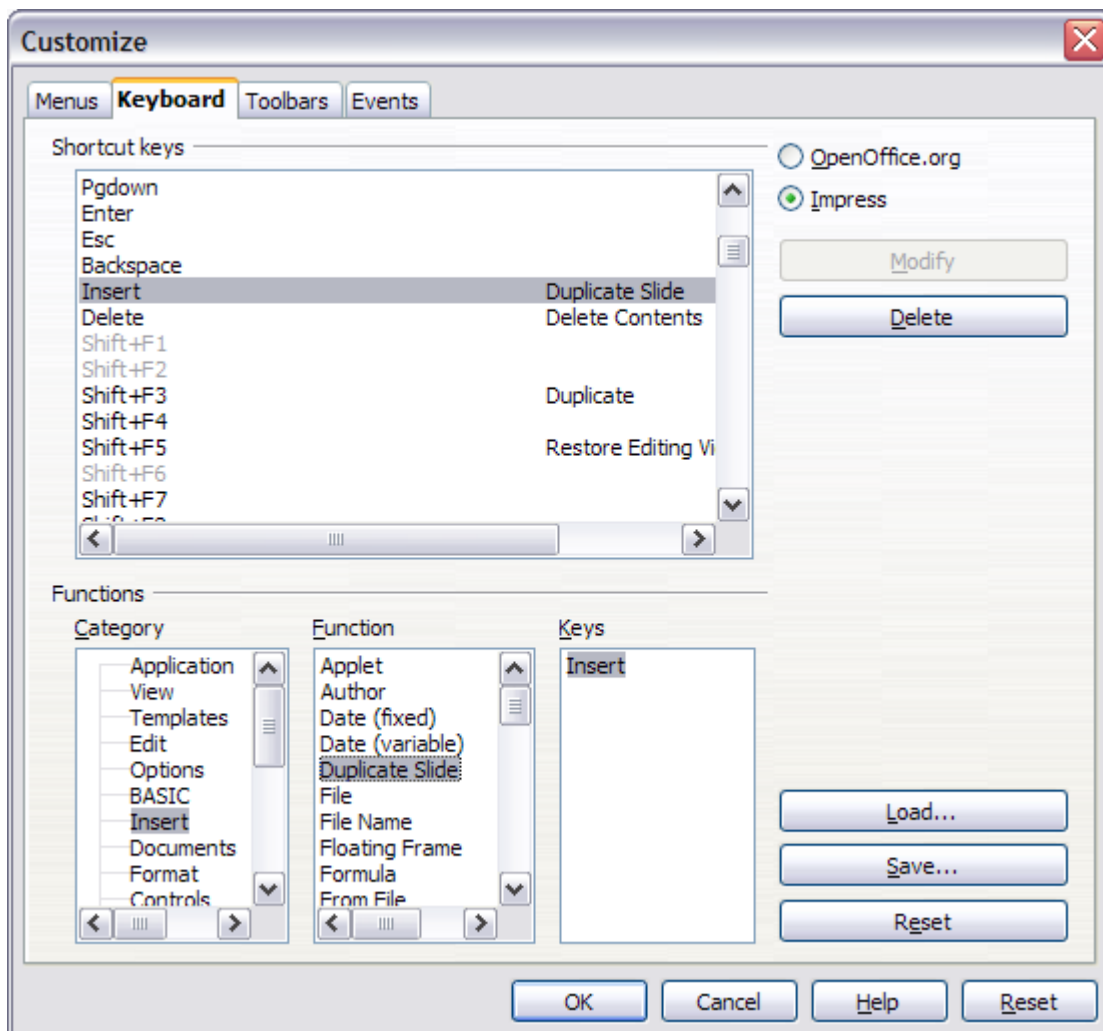 Customize
Menus Keyboard Toolbars Events
Shortcut keys
OpenOffice.org
Impress
Modify
Delete
Pgdown
Enter
Esc
Backspace
Insert Duplicate Slide
Delete Delete Contents
Shift+F1
Shift+F2
Shift+F3 Duplicate
Shift+F4
Shift+F5 Restore Editing Vi
Shift+F6
Shift+F7
Functions
Category
Application
View
Templates
Edit
Options
BASIC
Insert
Documents
Format
Controls
Function
Applet
Author
Date (fixed)
Date (variable)
Duplicate Slide
File
File Name
Floating Frame
Formula
From File
Keys
Insert
Load...
Save...
Reset
OK Cancel Help Reset